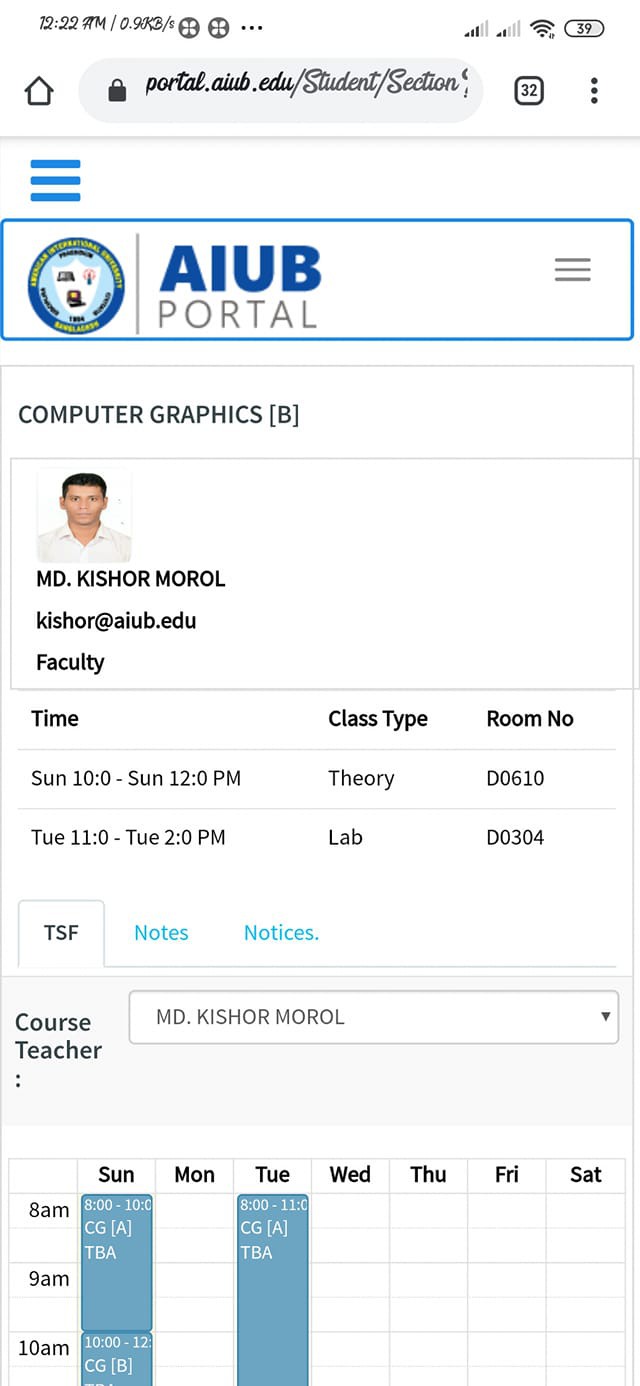 12:22 AM / 0.9KB/s
39
portal.aiub.edu/Student/Section
32
AMERICAN INTERNATIONAL UNIVERSITY
BANGLADESH
AIUB
PORTAL
COMPUTER GRAPHICS [B]
MD. KISHOR MOROL
kishor@aiub.edu
Faculty
Time Class Type Room No
Sun 10:0 - Sun 12:0 PM Theory D0610
Tue 11:0 - Tue 2:0 PM Lab D0304
TSF Notes Notices.
Course
Teacher
:
MD. KISHOR MOROL
Sun Mon Tue Wed Thu Fri Sat
8am 8:00 - 10:0 8:00 - 11:0
CG [A] CG [A]
TBA TBA
9am
10am 10:00 - 12:
CG [B]